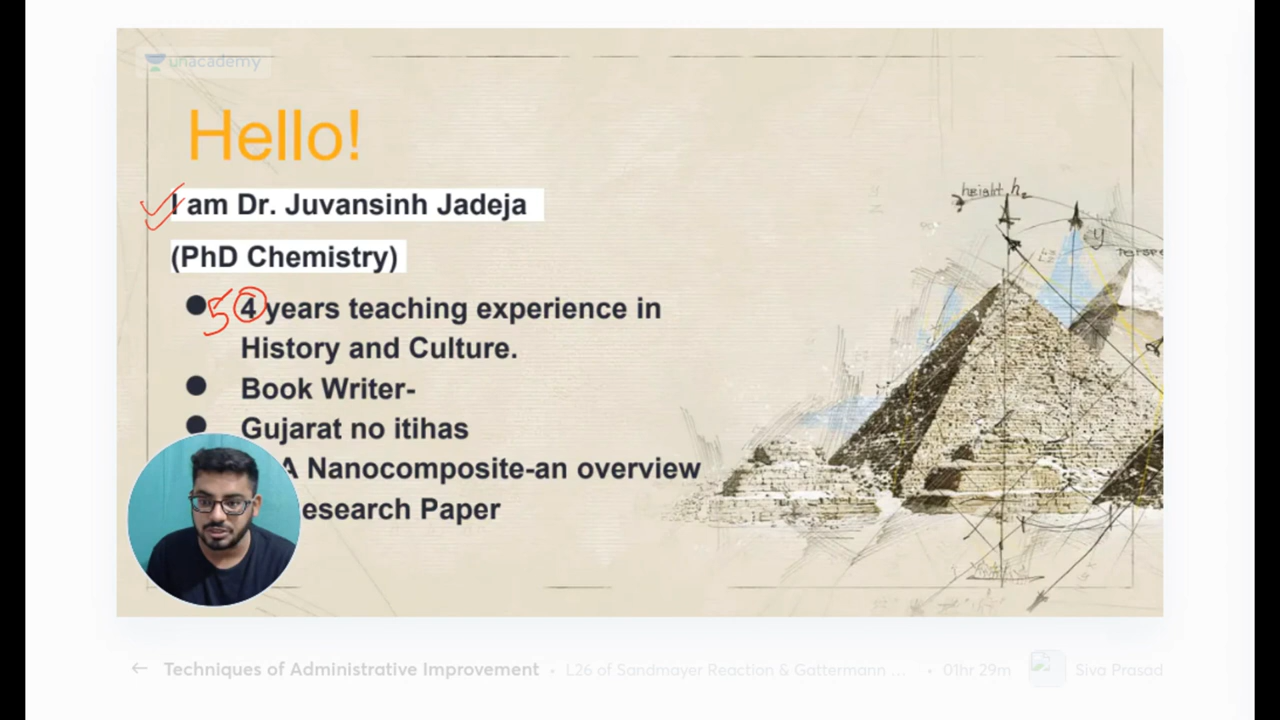 unacademy
Hello!
I am Dr. Juvansinh Jadeja
(PhD Chemistry)
5 4 years teaching experience in
History and Culture.
Book Writer-
Gujarat no itihas
A Nanocomposite-an overview
esearch Paper
height h
y
Techniques of Administrative Improvement • L26 of Sandmayer Reaction & Gattermann ... • 01hr 29m Siva Prasad